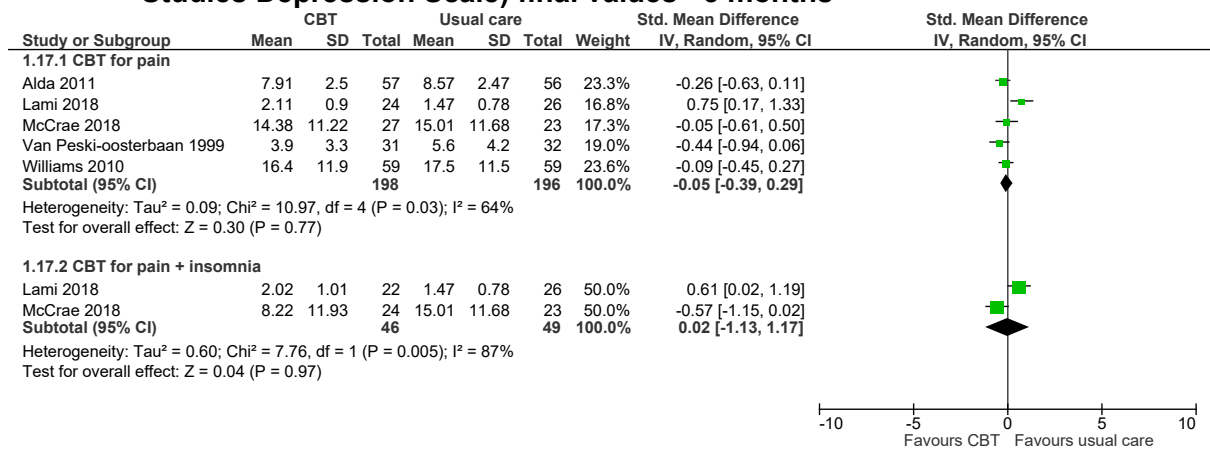 Studies Depression Scale, final values
CBT Usual care Std. Mean Difference Std. Mean Difference
Study or Subgroup Mean SD Total Mean SD Total Weight IV, Random, 95% CI IV, Random, 95% CI
1.17.1 CBT for pain
Alda 2011 7.91 2.5 57 8.57 2.47 56 23.3% -0.26 [-0.63, 0.11]
Lami 2018 2.11 0.9 24 1.47 0.78 26 16.8% 0.75 [0.17, 1.33]
McCrae 2018 14.38 11.22 27 15.01 11.68 23 17.3% -0.05 [-0.61, 0.50]
Van Peski-oosterbaan 1999 3.9 3.3 31 5.6 4.2 32 19.0% -0.44 [-0.94, 0.06]
Williams 2010 16.4 11.9 59 17.5 11.5 59 23.6% -0.09 [-0.45, 0.27]
Subtotal (95% CI) 198 196 100.0% -0.05 [-0.39, 0.29]
Heterogeneity: Tau² = 0.09; Chi² = 10.97, df = 4 (P = 0.03); I² = 64%
Test for overall effect: Z = 0.30 (P = 0.77)
1.17.2 CBT for pain + insomnia
Lami 2018 2.02 1.01 22 1.47 0.78 26 50.0% 0.61 [0.02, 1.19]
McCrae 2018 8.22 11.93 24 15.01 11.68 23 50.0% -0.57 [-1.15, 0.02]
Subtotal (95% CI) 46 49 100.0% 0.02 [-1.13, 1.17]
Heterogeneity: Tau² = 0.60; Chi² = 7.76, df = 1 (P = 0.005); I² = 87%
Test for overall effect: Z = 0.04 (P = 0.97)
-10 -5 0 5 10
Favours CBT Favours usual care